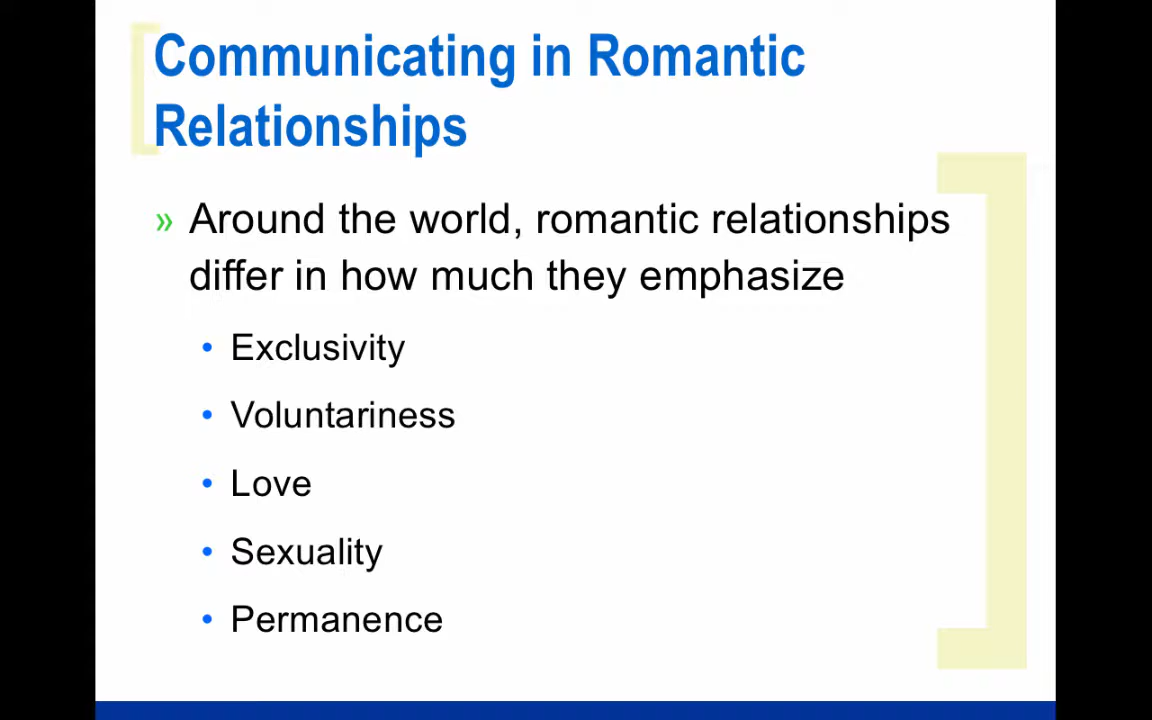 Communicating in Romantic
Relationships
» Around the world, romantic relationships
differ in how much they emphasize
• Exclusivity
• Voluntariness
• Love
• Sexuality
• Permanence